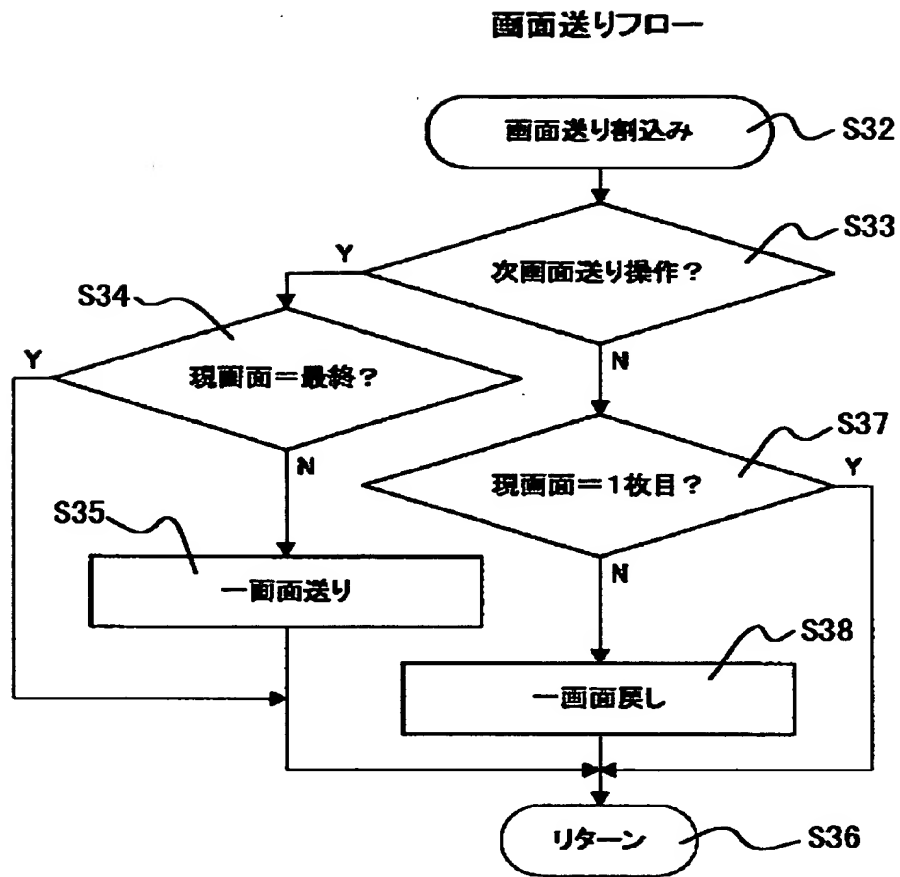 画面送りフロー
画面送り割込み
S32
S33
次画面送り操作?
Y
S34
現画面=最終?
Y
N
N
S37
現画面=1枚目?
Y
S35
一画面送り
N
S38
一画面戻し
リターン
S36